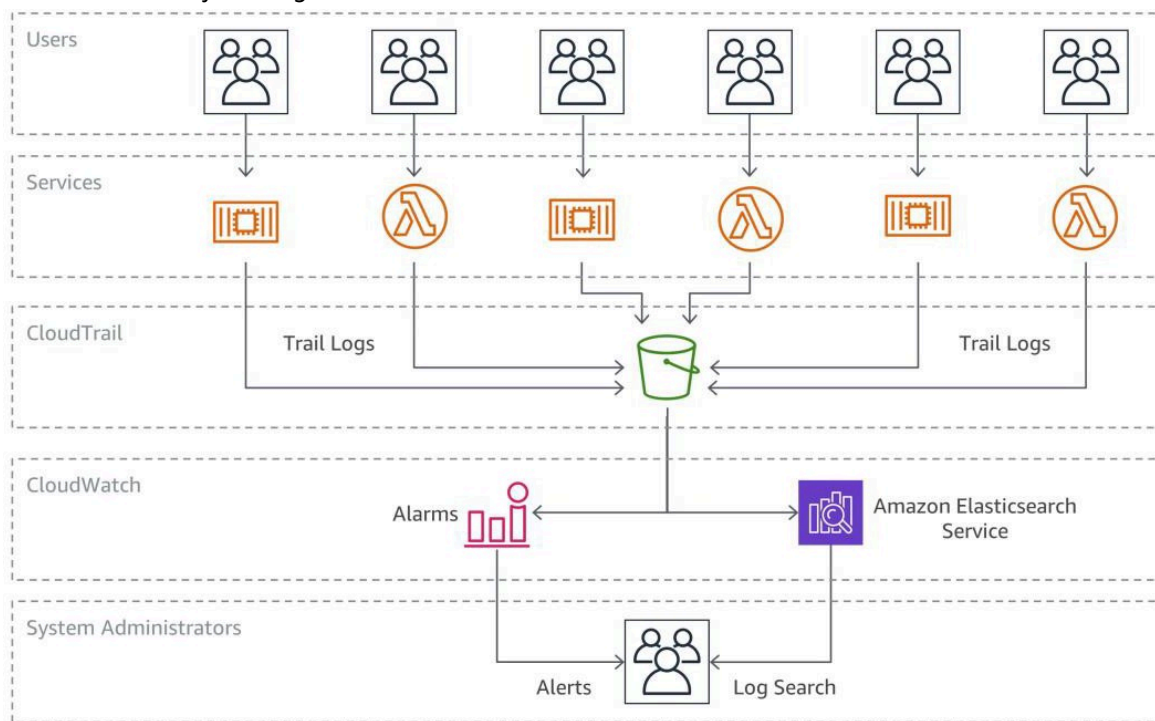 Users
Services
CloudTrail
Trail Logs
Trail Logs
CloudWatch
Alarms
Amazon Elasticsearch
Service
System Administrators
Alerts
Log Search